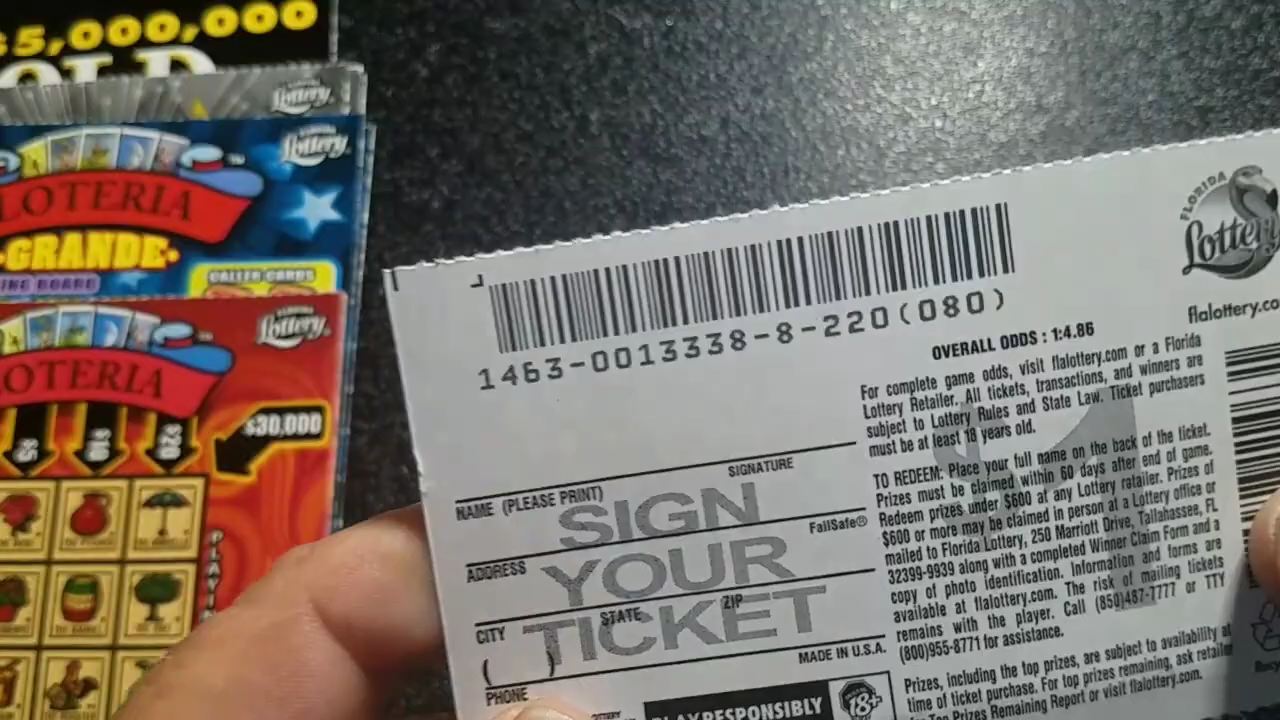 $5,000,000
OLD
Lottery
Lottery
LOTERIA
GRANDE
CALLER CARDS
Lottery
OTERIA
$30,000
FLORIDA
Lottery
flalottery.co
1463-0013338-8-220(080)
OVERALL ODDS : 1:4.86
For complete game odds, visit flalottery.com or a Florida
Lottery Retailer. All tickets, transactions, and winners are
subject to Lottery Rules and State Law. Ticket purchasers
must be at least 18 years old.
$1
TO REDEEM: Place your full name on the back of the ticket.
Prizes must be claimed within 60 days after end of game.
Redeem prizes under $600 at any Lottery retailer. Prizes of
$600 or more may be claimed in person at a Lottery office or
mailed to Florida Lottery, 250 Marriott Drive, Tallahassee, FL
32399-9939 along with a completed Winner Claim Form and a
copy of photo identification. Information and forms are
available at flalottery.com. The risk of mailing tickets
remains with the player. Call (850)487-7777 or TTY
(800)955-8771 for assistance.
Prizes, including the top prizes, are subject to availability at
time of ticket purchase. For top prizes remaining, ask retailer
Top Prizes Remaining Report or visit flalottery.com.
SIGNATURE
NAME (PLEASE PRINT)
SIGN
FailSafe®
ADDRESS
YOUR
CITY STATE ZIP
TICKET
( )
MADE IN U.S.A.
PHONE
PLAYRESPONSIBLY
18+